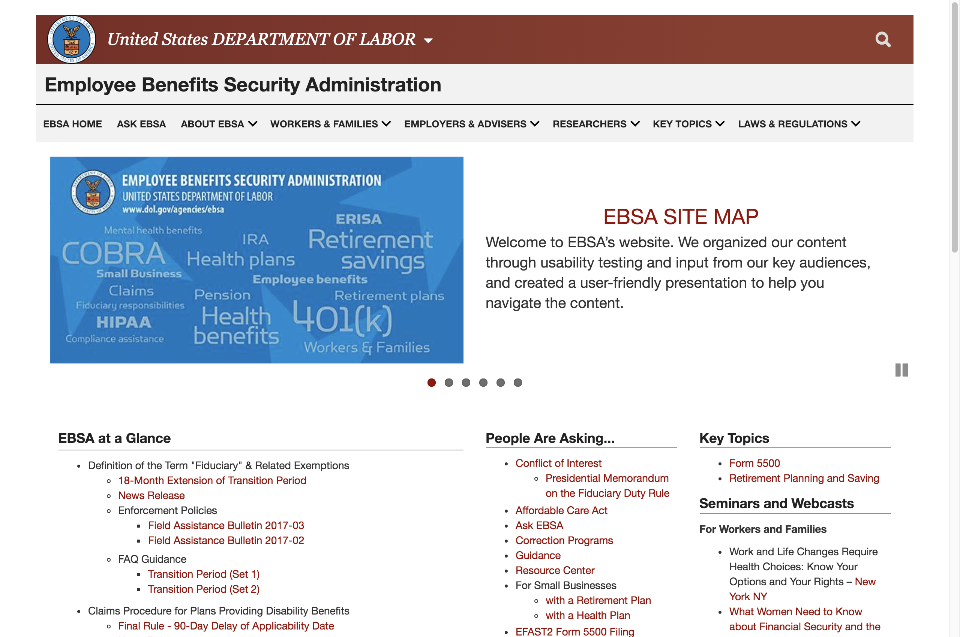 United States DEPARTMENT OF LABOR
Employee Benefits Security Administration
EBSA HOME ASK EBSA ABOUT EBSA WORKERS & FAMILIES EMPLOYERS & ADVISERS RESEARCHERS KEY TOPICS LAWS & REGULATIONS
EMPLOYEE BENEFITS SECURITY ADMINISTRATION
UNITED STATES DEPARTMENT OF LABOR
www.dol.gov/agencies/ebsa
ERISA
Mental health benefits
IRA
Retirement
savings
COBRA
Health plans
Small Business
Employee benefits
Claims
Pension
Retirement plans
Fiduciary responsibilities
HIPAA
Health
benefits
401(k)
Compliance assistance
Workers & Families
EBSA SITE MAP
Welcome to EBSA's website. We organized our content
through usability testing and input from our key audiences,
and created a user-friendly presentation to help you
navigate the content.
EBSA at a Glance
Definition of the Term "Fiduciary" & Related Exemptions
18-Month Extension of Transition Period
News Release
Enforcement Policies
Field Assistance Bulletin 2017-03
Field Assistance Bulletin 2017-02
FAQ Guidance
Transition Period (Set 1)
Transition Period (Set 2)
Claims Procedure for Plans Providing Disability Benefits
Final Rule - 90-Day Delay of Applicability Date
People Are Asking...
Conflict of Interest
Presidential Memorandum
on the Fiduciary Duty Rule
Affordable Care Act
Ask EBSA
Correction Programs
Guidance
Resource Center
For Small Businesses
with a Retirement Plan
with a Health Plan
EFAST2 Form 5500 Filing
Key Topics
Form 5500
Retirement Planning and Saving
Seminars and Webcasts
For Workers and Families
Work and Life Changes Require
Health Choices: Know Your
Options and Your Rights – New
York NY
What Women Need to Know
about Financial Security and the